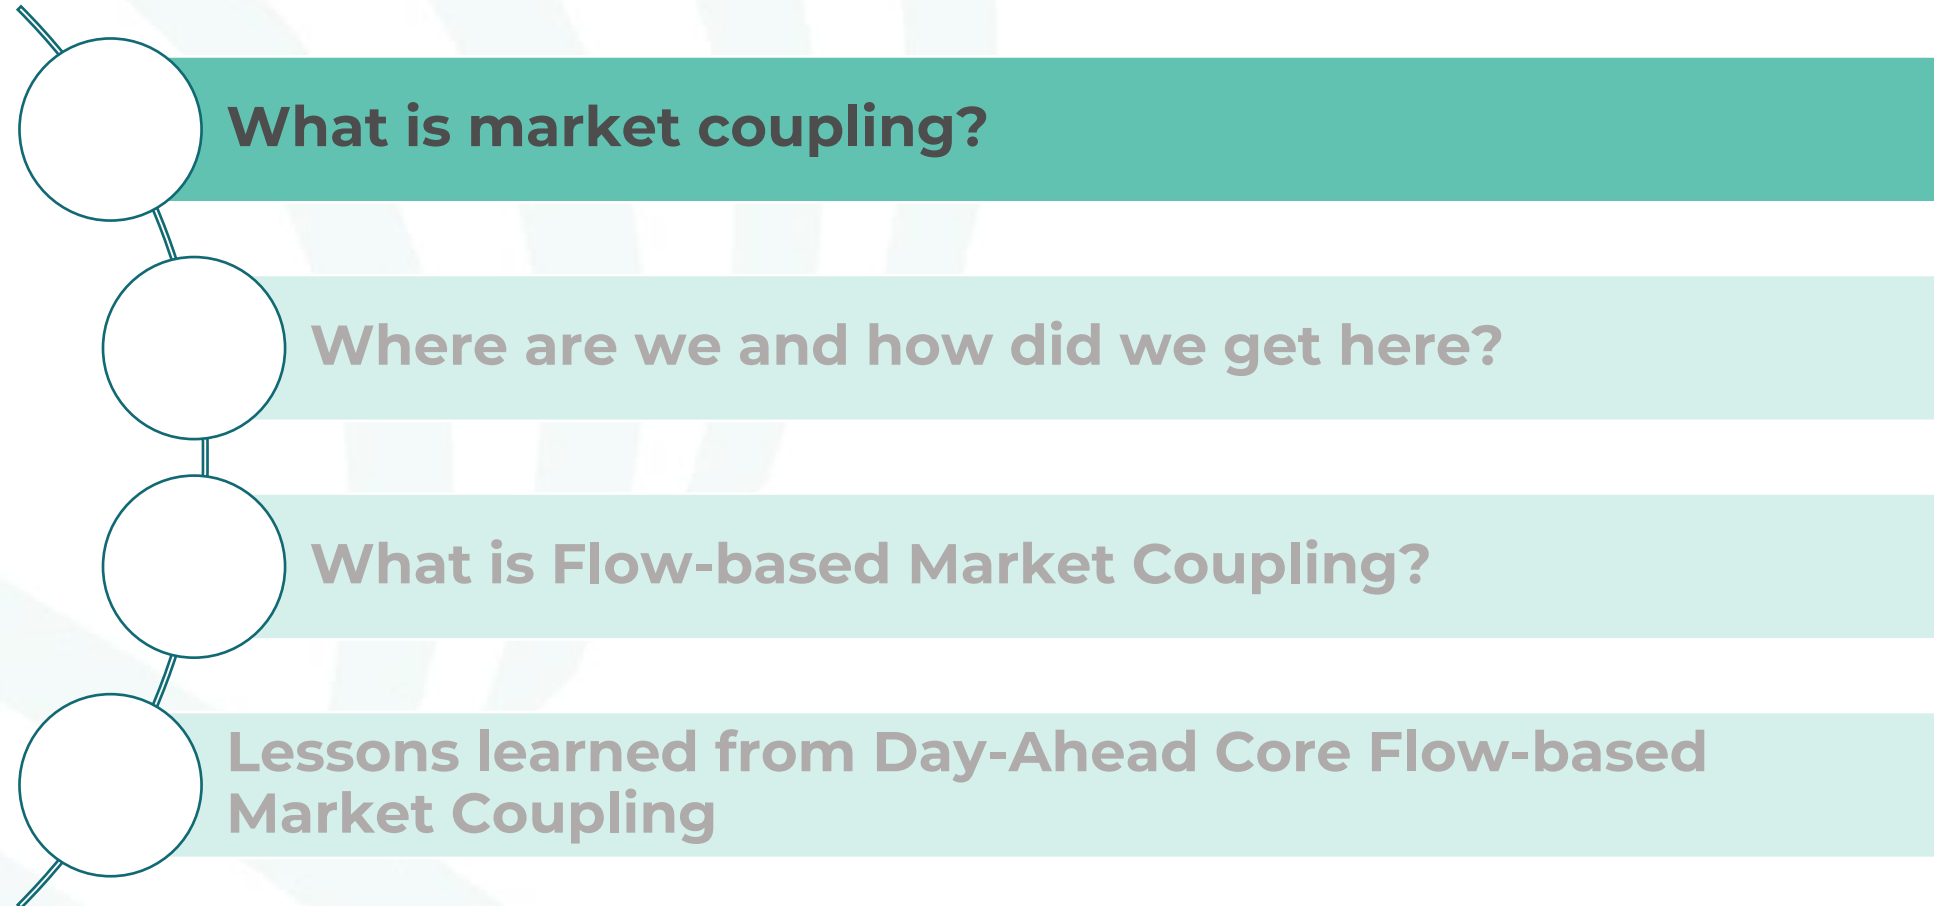 What is market coupling?
Where are we and how did we get here?
What is Flow-based Market Coupling?
Lessons learned from Day-Ahead Core Flow-based
Market Coupling